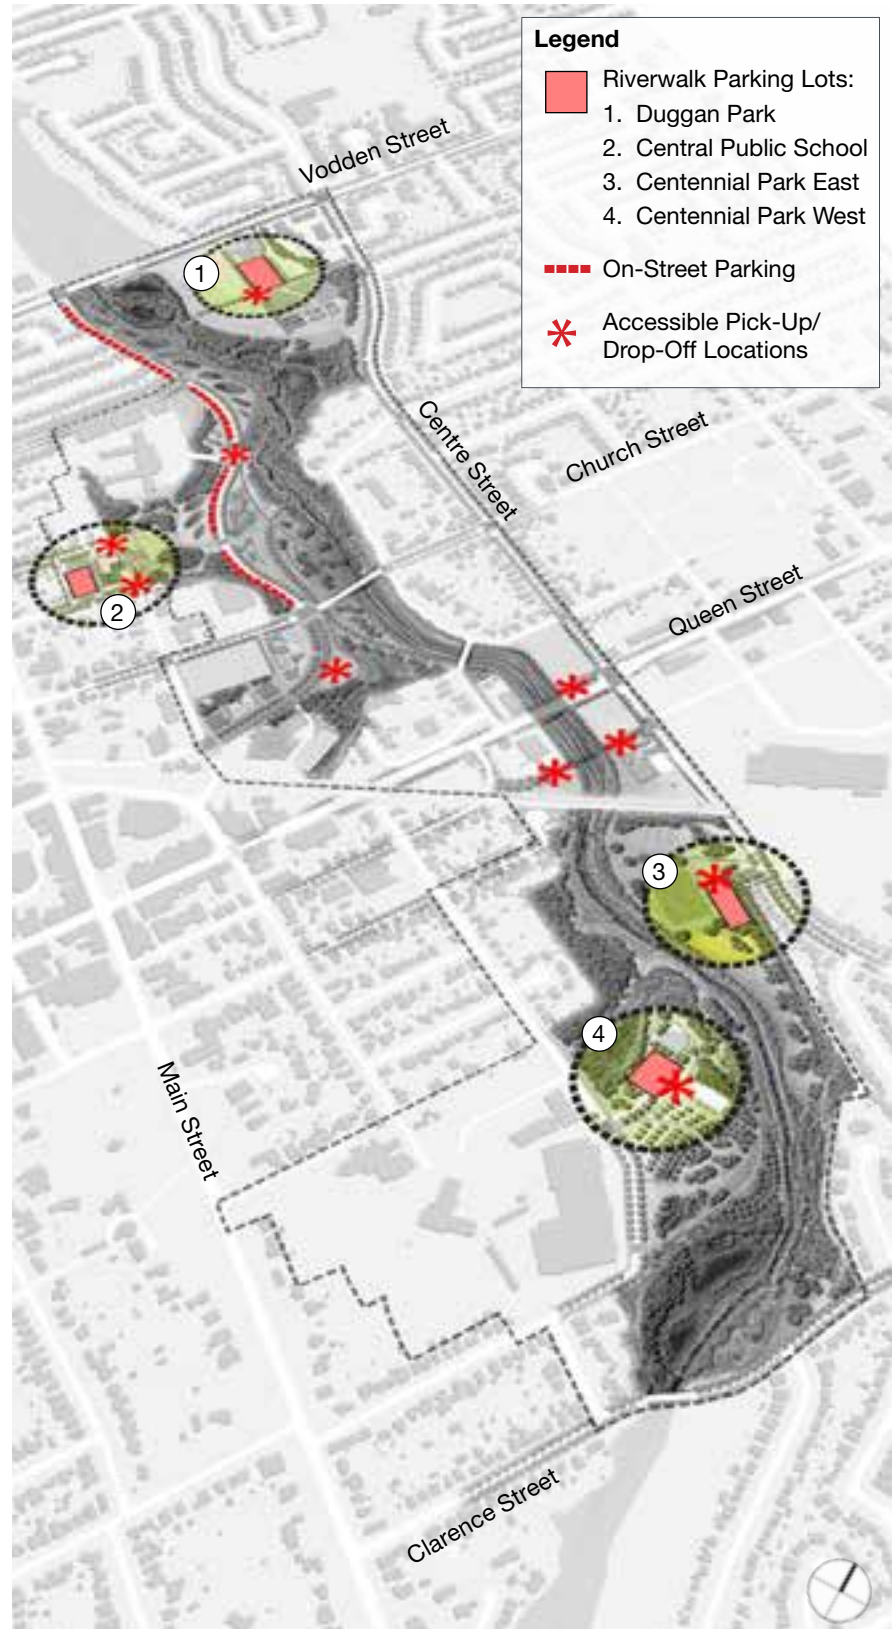 Legend
Riverwalk Parking Lots:
1. Duggan Park
2. Central Public School
3. Centennial Park East
4. Centennial Park West
On-Street Parking
Accessible Pick-Up/
Drop-Off Locations
Vodden Street
1
Centre Street
Church Street
2
Queen Street
3
4
Main Street
Clarence Street